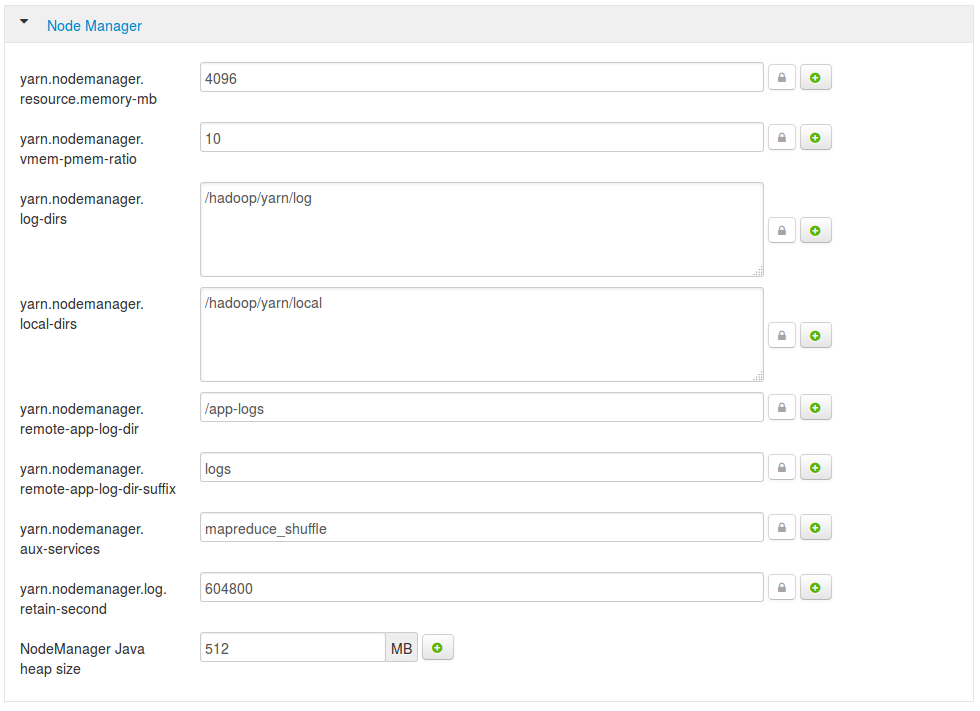 Node Manager
yarn.nodemanager.
resource.memory-mb
4096
yarn.nodemanager.
vmem-pmem-ratio
10
yarn.nodemanager.
log-dirs
/hadoop/yarn/log
yarn.nodemanager.
local-dirs
/hadoop/yarn/local
yarn.nodemanager.
remote-app-log-dir
/app-logs
yarn.nodemanager.
remote-app-log-dir-suffix
logs
yarn.nodemanager.
aux-services
mapreduce_shuffle
yarn.nodemanager.log.
retain-second
604800
NodeManager Java
heap size
512 MB